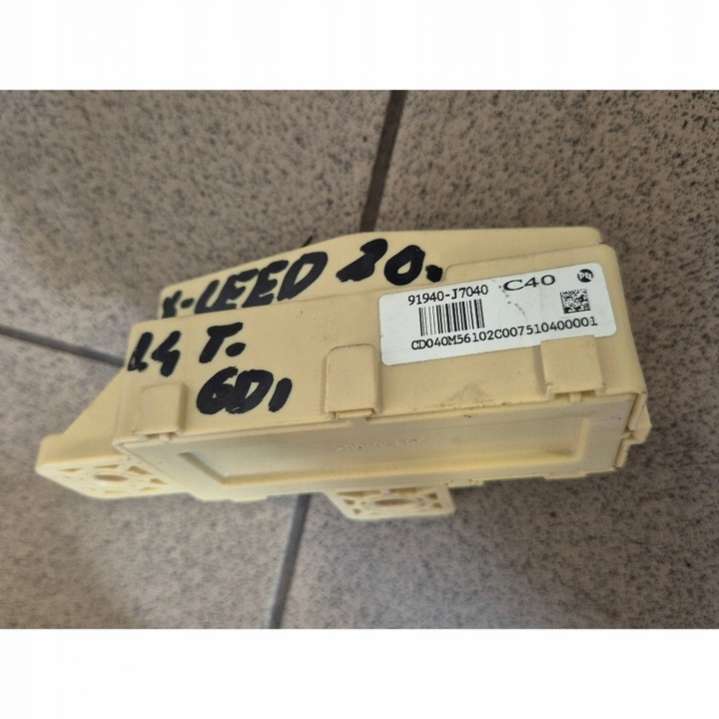 X-CEED 20.
1.4 T.
GDI
91940-J7040 C40
CD040M56102C007510400001